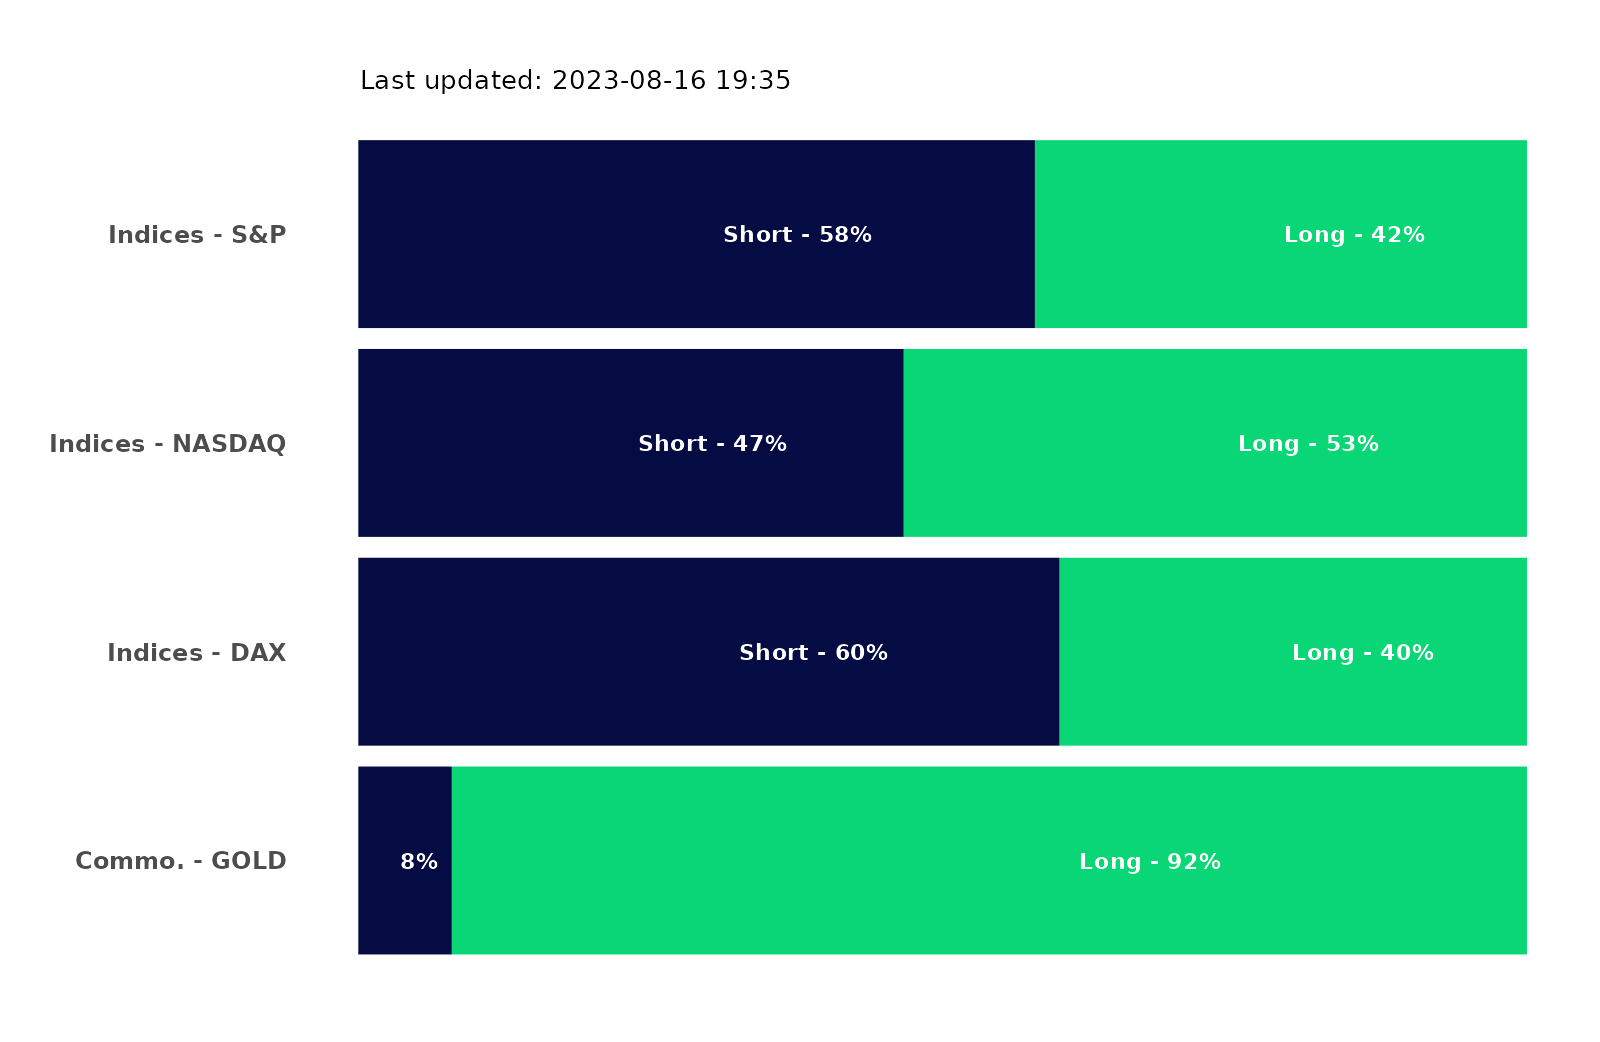 Last updated: 2023-08-16 19:35
Indices - S&P
Short - 58%
Long - 42%
Indices - NASDAQ
Short - 47%
Long - 53%
Indices - DAX
Short - 60%
Long - 40%
Commo. - GOLD
8%
Long - 92%